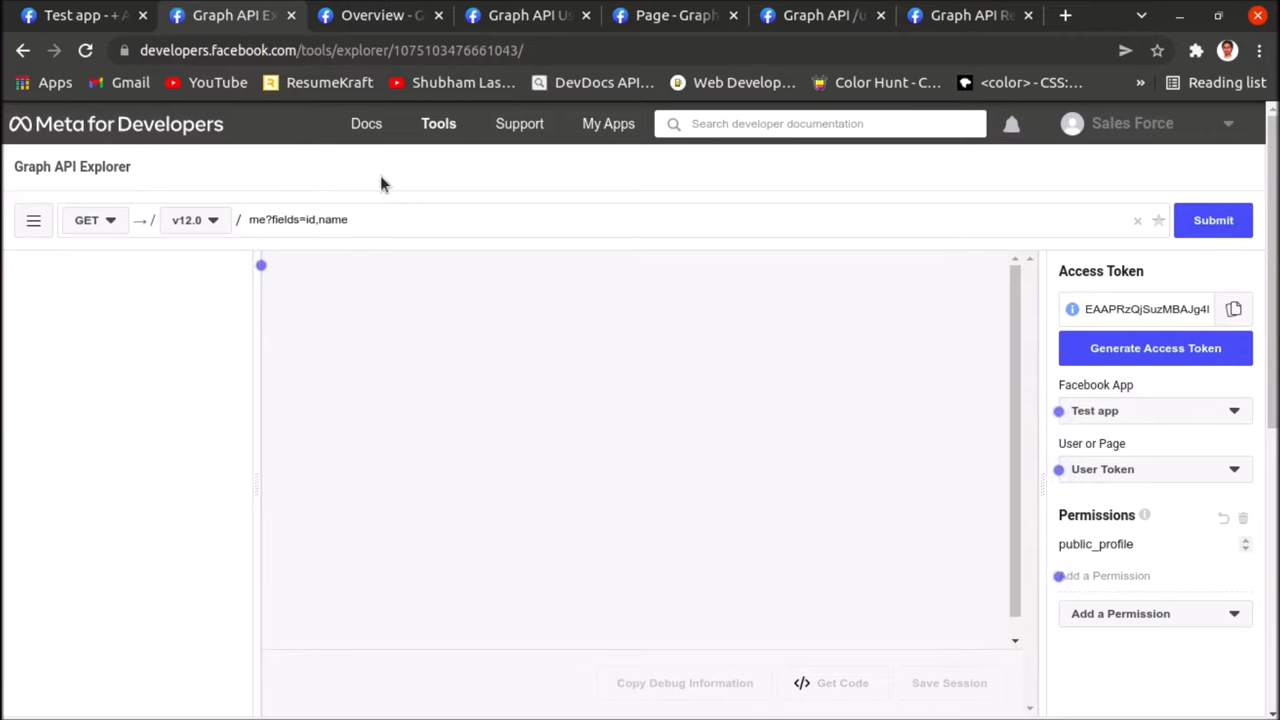 Test app - + A
Graph API Ex
Overview - G
Graph API Us
Page - Graph
Graph API /u
Graph API Re
developers.facebook.com/tools/explorer/1075103476661043/
Apps
Gmail
YouTube
ResumeKraft
Shubham Las...
DevDocs API...
Web Develop...
Color Hunt - C...
<color> - CSS:...
»
Reading list
Meta for Developers
Docs
Tools
Support
My Apps
Search developer documentation
Sales Force
Graph API Explorer
GET
→ /
v12.0
/ me?fields=id,name
Submit
Access Token
EAAPRzQjSuzMBAJg4l
Generate Access Token
Facebook App
Test app
User or Page
User Token
Permissions
public_profile
Add a Permission
Add a Permission
Copy Debug Information
</> Get Code
Save Session